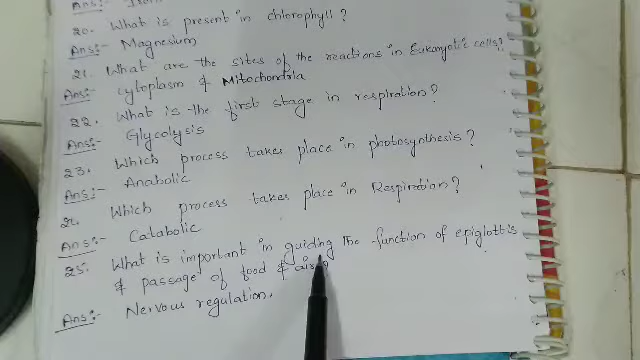 20. What is present in chlorophyll?
Ans:- Magnesium
21. What are the sites of the reactions in Eukaryotic cells?
Ans:- cytoplasm & Mitochondria
22. What is the first stage in respiration?
Ans:- Glycolysis
23. Which process takes place in photosynthesis?
Ans:- Anabolic
24. Which process takes place in Respiration?
Ans:- Catabolic
25. What is important in guiding the function of epiglottis
& passage of food & air?
Ans:- Nervous regulation.